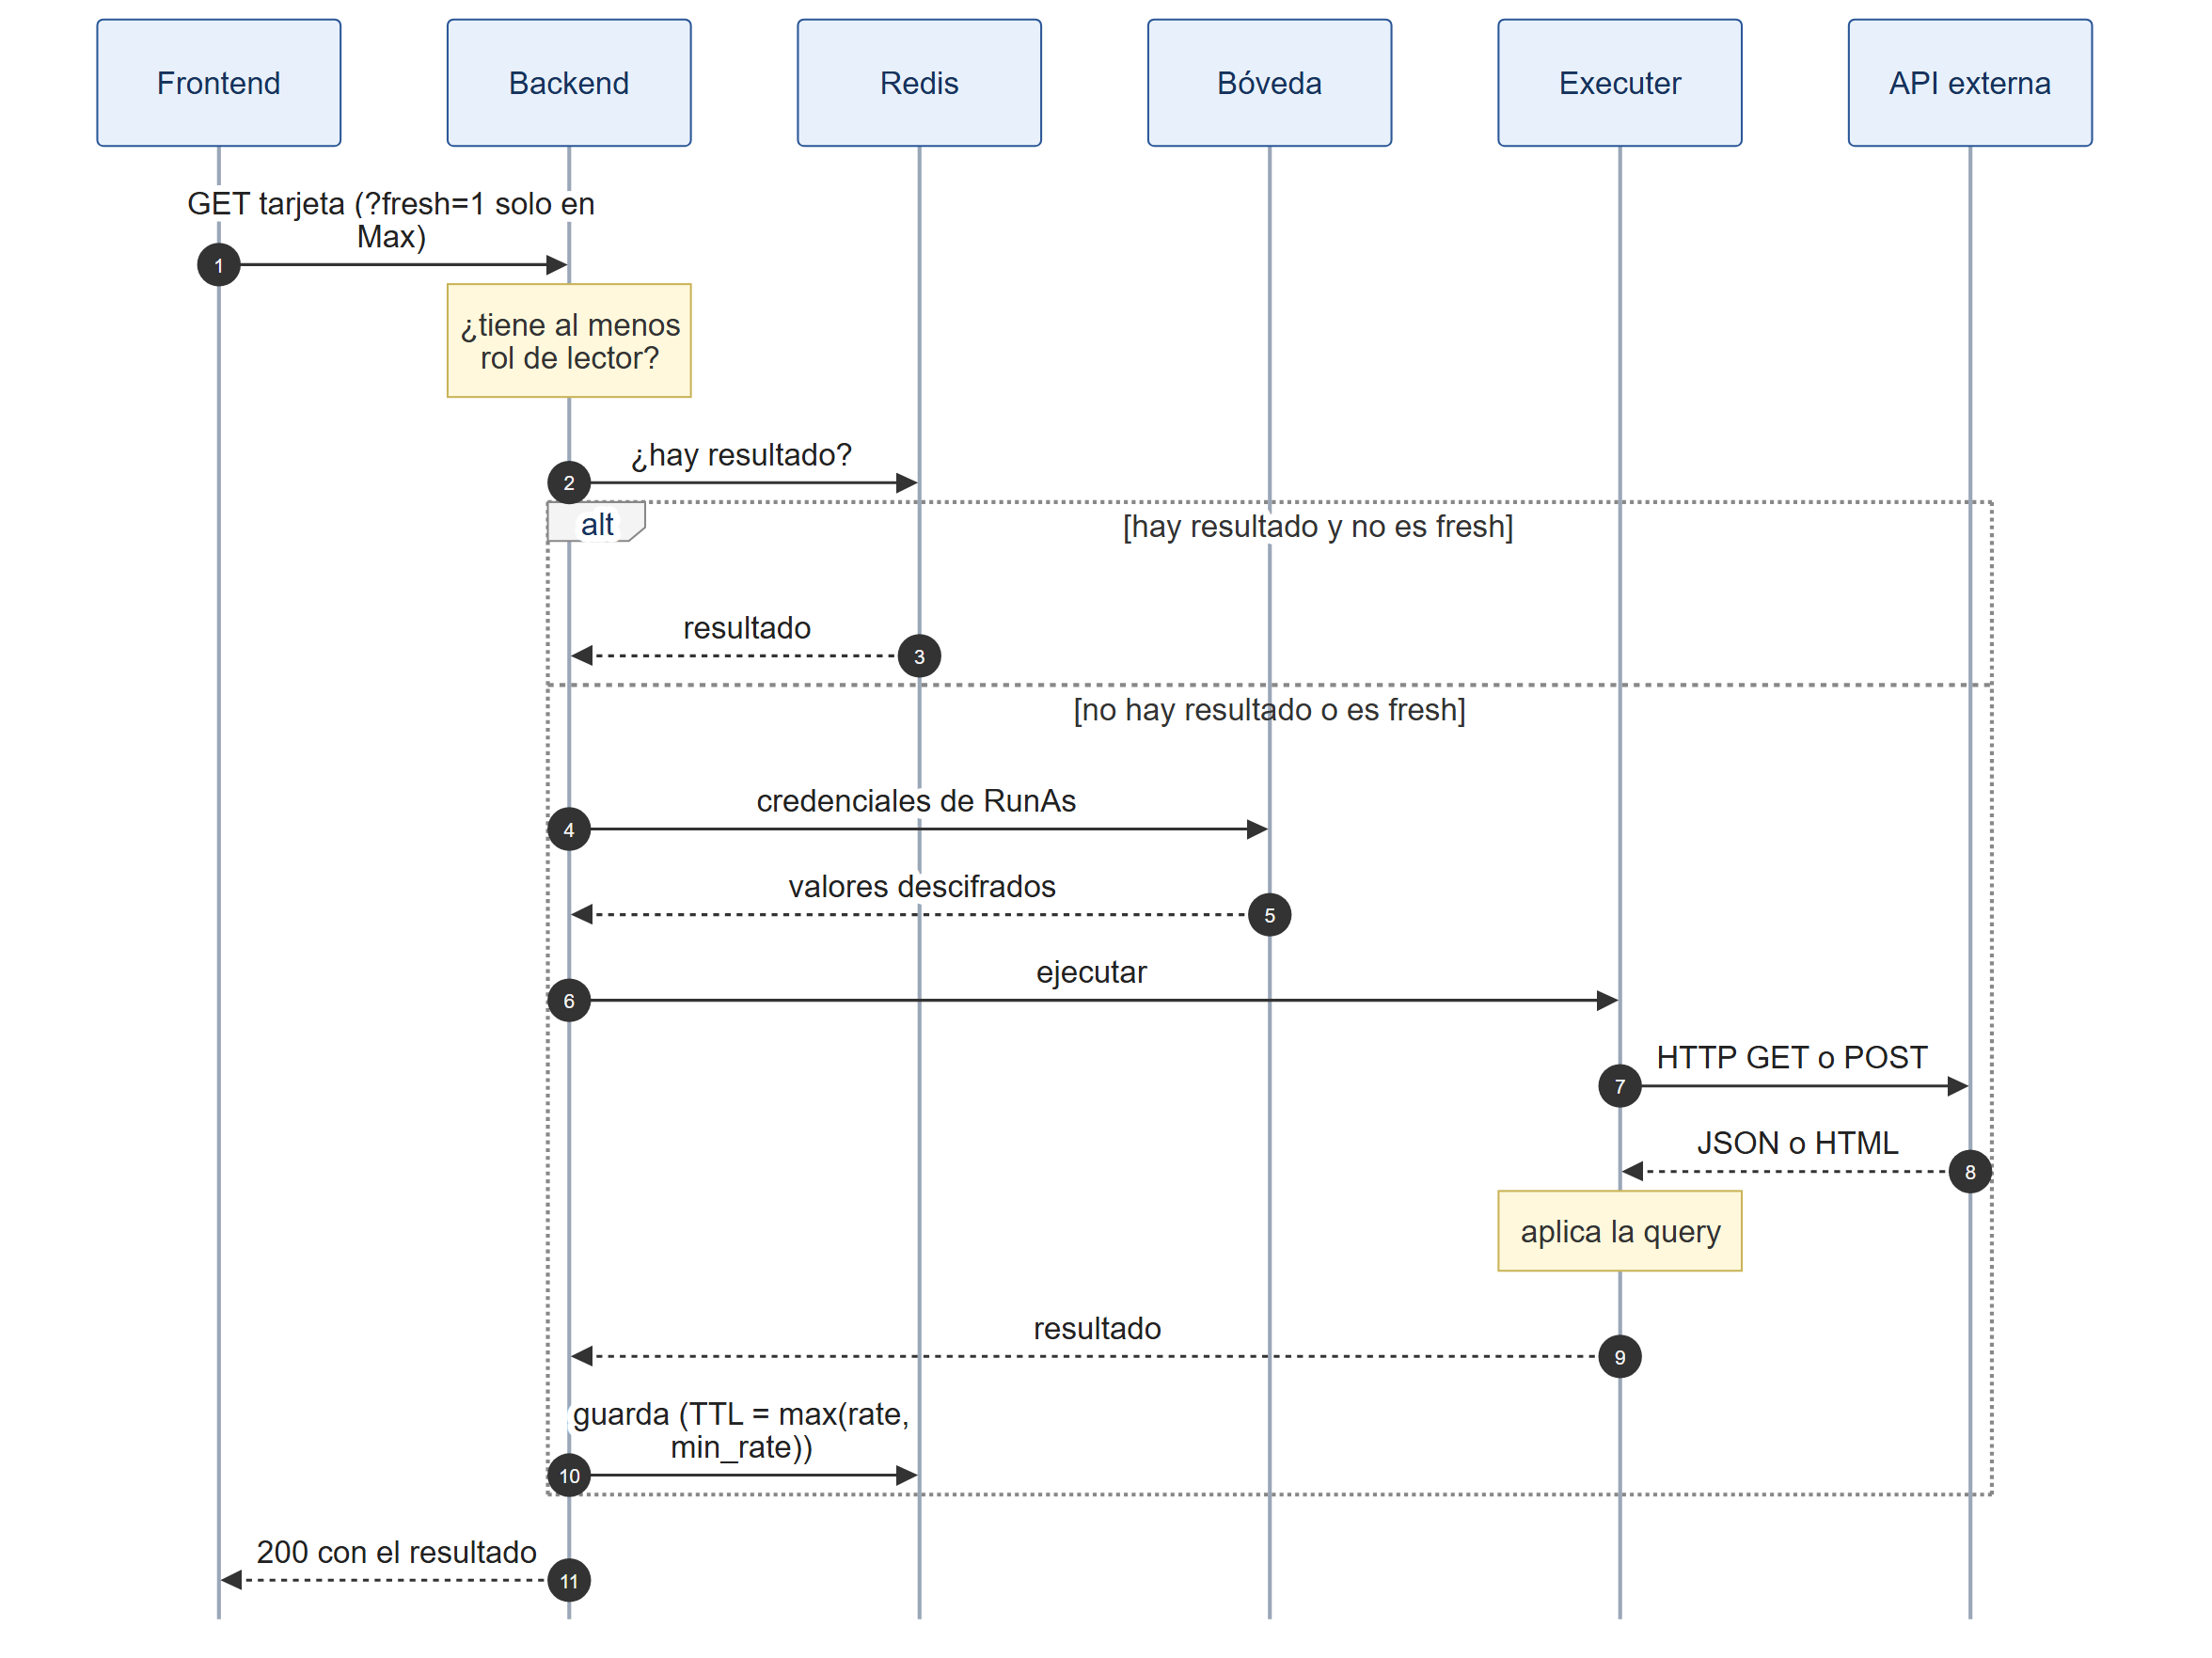 Frontend
Backend
Redis
Bóveda
Executer
API externa
GET tarjeta (?fresh=1 solo en
Max)
1
¿tiene al menos
rol de lector?
¿hay resultado?
2
alt
[hay resultado y no es fresh]
resultado
3
[no hay resultado o es fresh]
credenciales de RunAs
4
valores descifrados
5
ejecutar
6
HTTP GET o POST
7
JSON o HTML
8
aplica la query
resultado
9
guarda (TTL = max(rate,
min_rate))
10
200 con el resultado
11